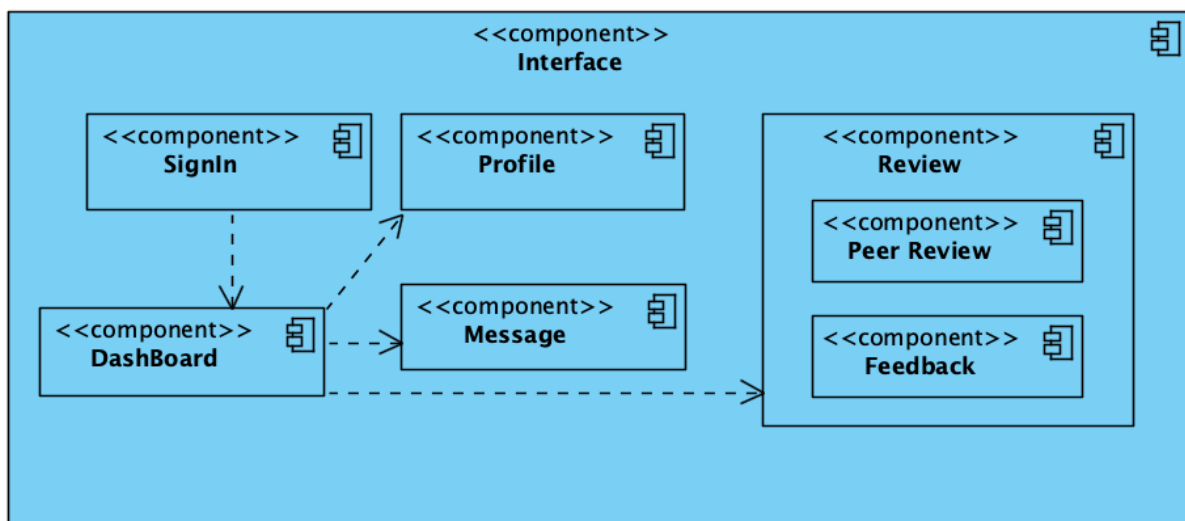 <<component>>
Interface
<<component>>
SignIn
<<component>>
Profile
<<component>>
Review
<<component>>
Peer Review
<<component>>
DashBoard
<<component>>
Message
<<component>>
Feedback